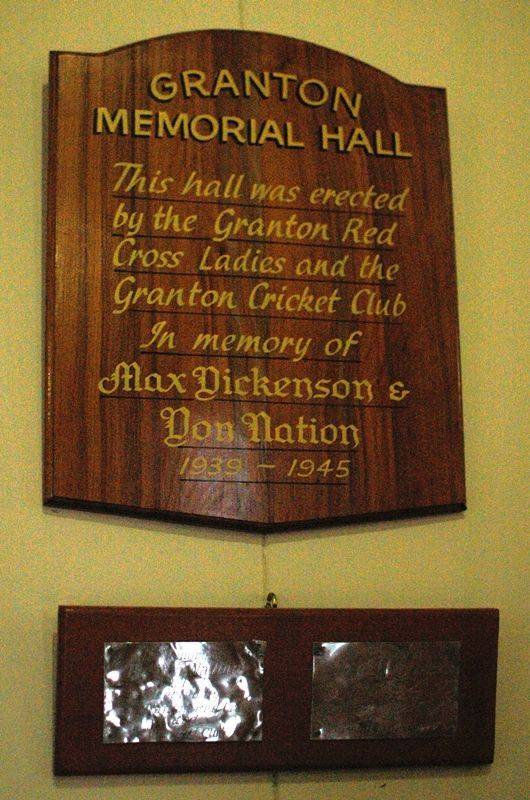 GRANTON
MEMORIAL HALL
This hall was erected
by the Granton Red
Cross Ladies and the
Granton Cricket Club
In memory of
Max Dickenson &
Don Nation
1939 - 1945
Club